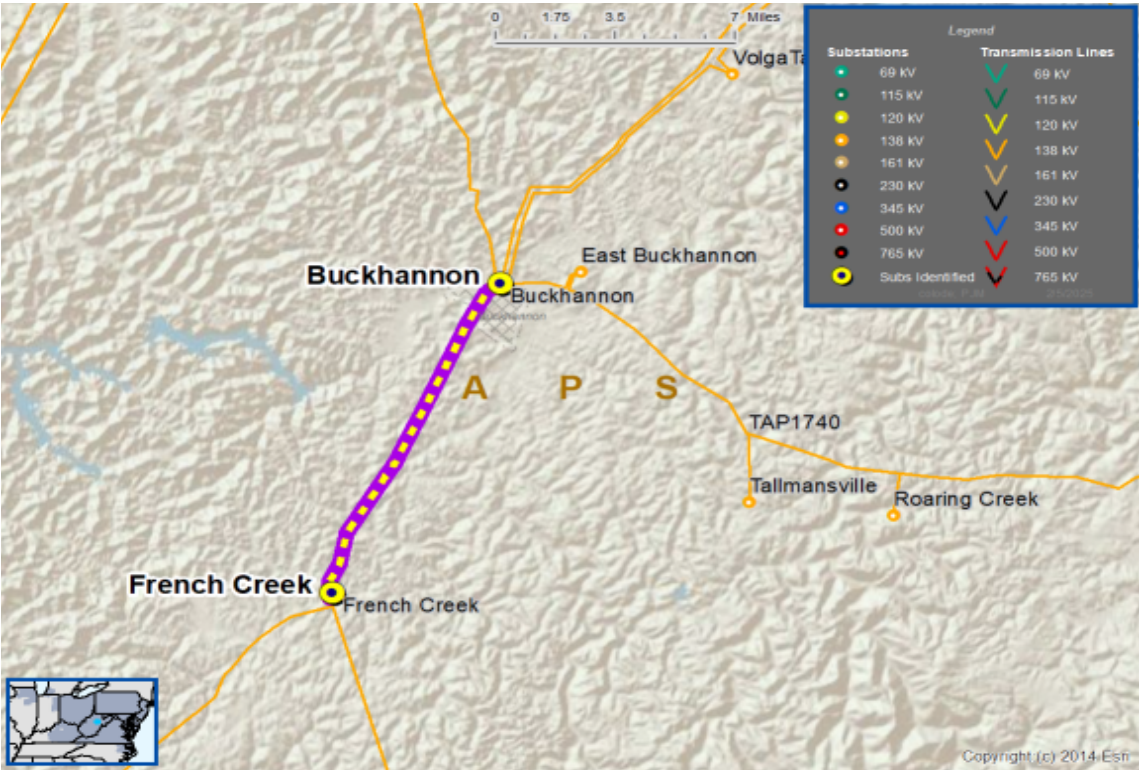 0 1.75 3.5 7 Miles
Volga Ta
Legend
Substations Transmission Lines
69 kV 69 kV
115 kV 115 kV
120 kV 120 kV
138 kV 138 kV
161 kV 161 kV
230 kV 230 kV
345 kV 345 kV
500 kV 500 kV
765 kV 765 kV
Subs Identified
East Buckhannon
Buckhannon
Buckhannon
Buckhannon
A P S
TAP1740
Tallmansville
Roaring Creek
French Creek
French Creek
Copyright:(c) 2014 Esri